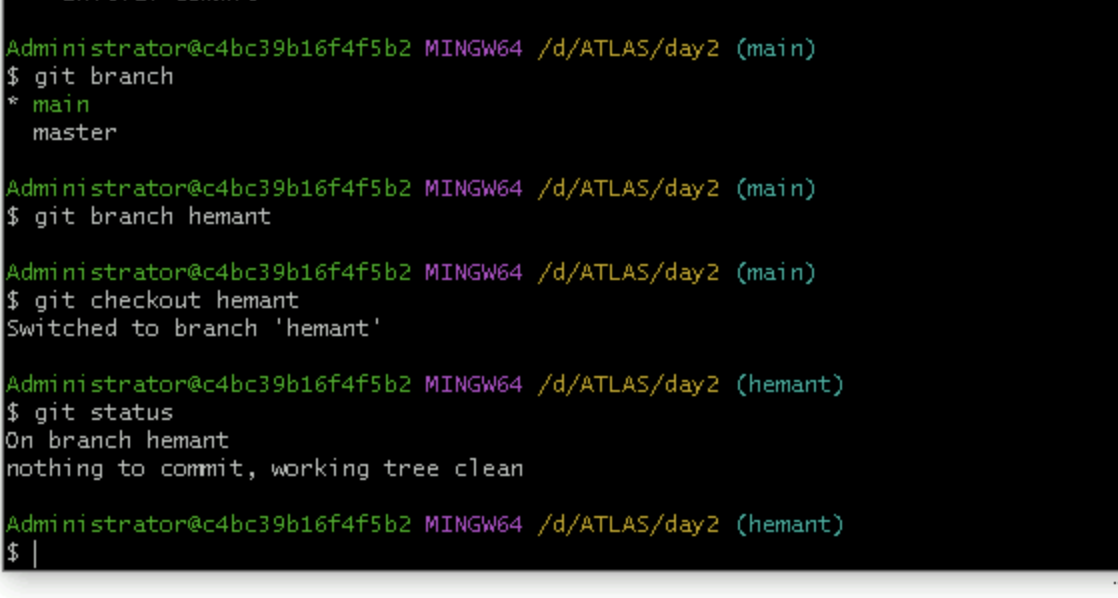 Administrator@c4bc39b16f4f5b2 MINGW64 /d/ATLAS/day2 (main)
$ git branch
* main
  master
Administrator@c4bc39b16f4f5b2 MINGW64 /d/ATLAS/day2 (main)
$ git branch hemant
Administrator@c4bc39b16f4f5b2 MINGW64 /d/ATLAS/day2 (main)
$ git checkout hemant
Switched to branch 'hemant'
Administrator@c4bc39b16f4f5b2 MINGW64 /d/ATLAS/day2 (hemant)
$ git status
On branch hemant
nothing to commit, working tree clean
Administrator@c4bc39b16f4f5b2 MINGW64 /d/ATLAS/day2 (hemant)
$